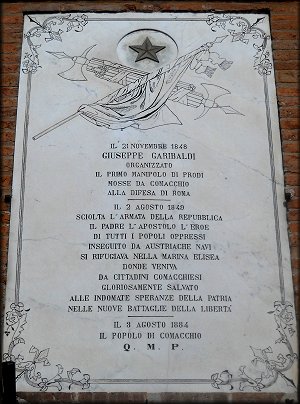 IL 21 NOVEMBRE 1848
GIUSEPPE GARIBALDI
ORGANIZZATO
IL PRIMO MANIPOLO DI PRODI
MOSSE DA COMACCHIO
ALLA DIFESA DI ROMA
IL 2 AGOSTO 1849
SCIOLTA L'ARMATA DELLA REPUBBLICA
IL PADRE L'APOSTOLO L'EROE
DI TUTTI I POPOLI OPPRESSI
INSEGUITO DA AUSTRIACHE NAVI
SI RIFUGIAVA NELLA MARINA ELISEA
DONDE VENIVA
DA CITTADINI COMACCHIESI
GLORIOSAMENTE SALVATO
ALLE INDOMATE SPERANZE DELLA PATRIA
NELLE NUOVE BATTAGLIE DELLA LIBERTÀ
IL 3 AGOSTO 1884
IL POPOLO DI COMACCHIO
Q. M. P.